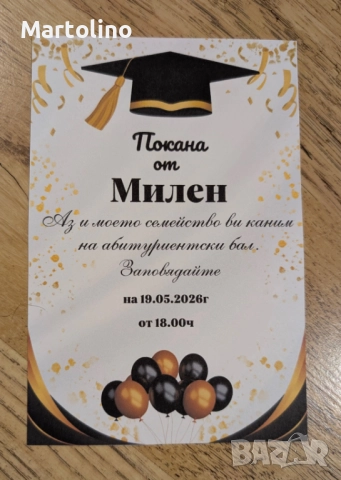 Martolino
Покана
от
Милен
Аз и моето семейство ви каним
на абитуриентски бал.
Заповядайте
на 19.05.2026г
от 18.00ч
BAZAR